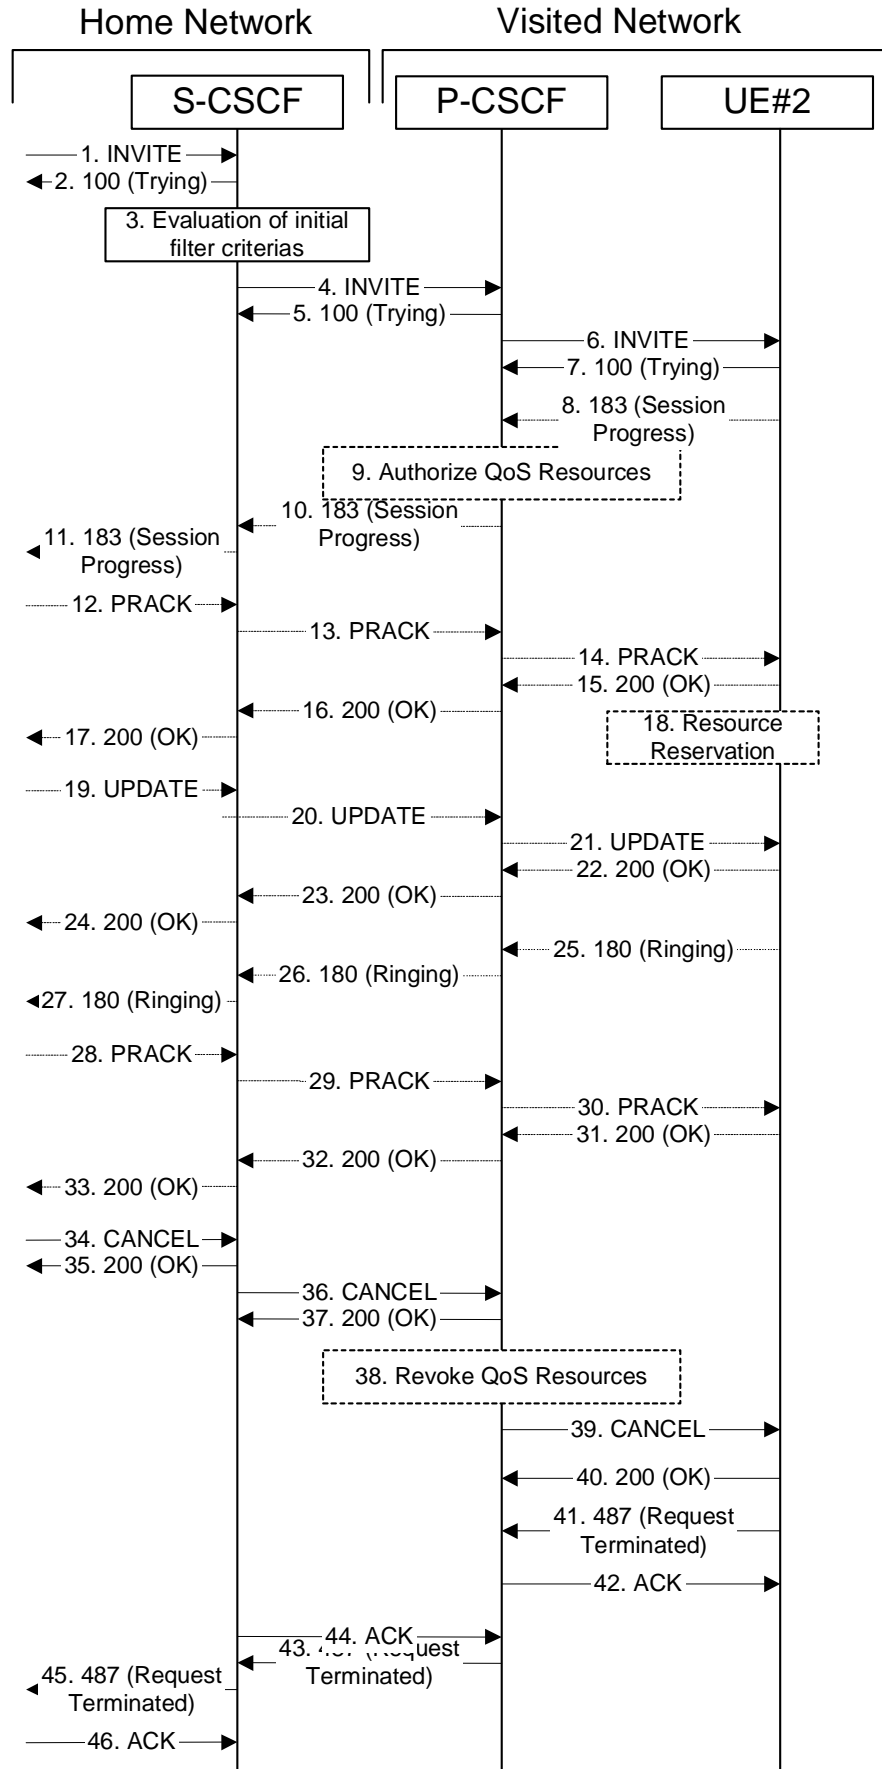 Home Network
Visited Network
S-CSCF
P-CSCF
UE#2
1. INVITE
2. 100 (Trying)
3. Evaluation of initial
filter criterias
4. INVITE
5. 100 (Trying)
6. INVITE
7. 100 (Trying)
8. 183 (Session
Progress)
9. Authorize QoS Resources
10. 183 (Session
Progress)
11. 183 (Session
Progress)
12. PRACK
13. PRACK
14. PRACK
15. 200 (OK)
16. 200 (OK)
17. 200 (OK)
18. Resource
Reservation
19. UPDATE
20. UPDATE
21. UPDATE
22. 200 (OK)
23. 200 (OK)
24. 200 (OK)
25. 180 (Ringing)
26. 180 (Ringing)
27. 180 (Ringing)
28. PRACK
29. PRACK
30. PRACK
31. 200 (OK)
32. 200 (OK)
33. 200 (OK)
34. CANCEL
35. 200 (OK)
36. CANCEL
37. 200 (OK)
38. Revoke QoS Resources
39. CANCEL
40. 200 (OK)
41. 487 (Request
Terminated)
42. ACK
44. ACK
43. 487 (Request
Terminated)
45. 487 (Request
Terminated)
46. ACK